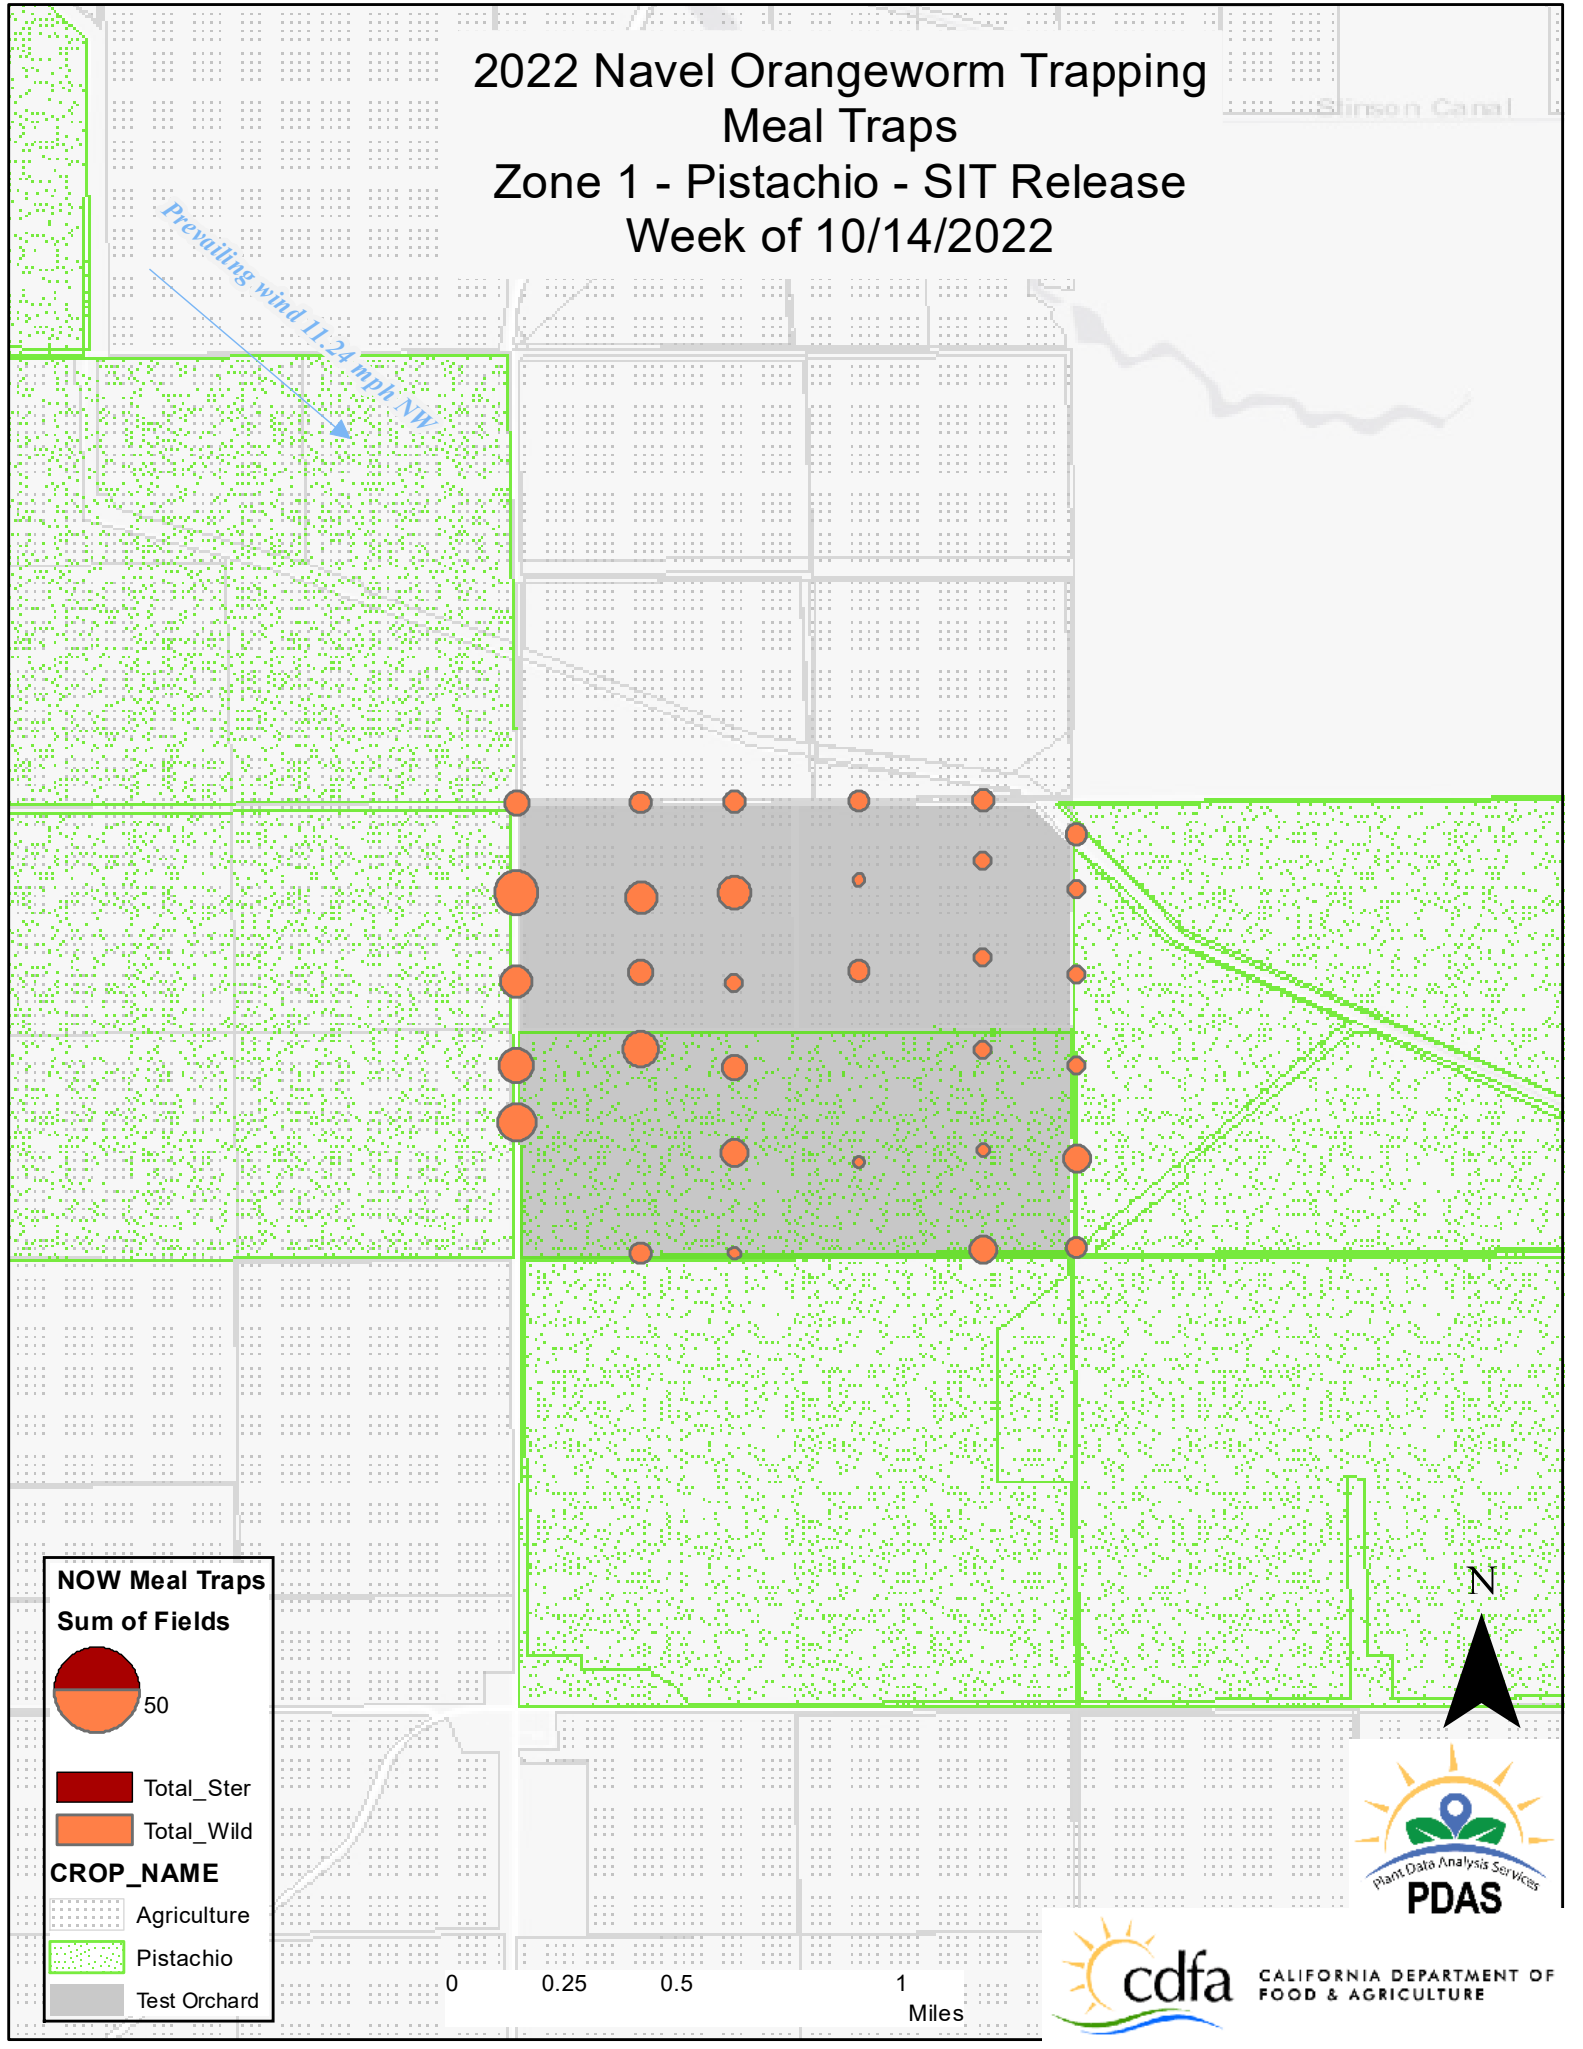 2022 Navel Orangeworm Trapping
Meal Traps
Zone 1 - Pistachio - SIT Release
Week of 10/14/2022
Stinson Canal
Prevailing wind 11.24 mph NW
NOW Meal Traps
Sum of Fields
50
Total_Ster
Total_Wild
CROP_NAME
Agriculture
Pistachio
Test Orchard
0 0.25 0.5 1
Miles
N
Plant Data Analysis Services
PDAS
cdfa
CALIFORNIA DEPARTMENT OF
FOOD & AGRICULTURE